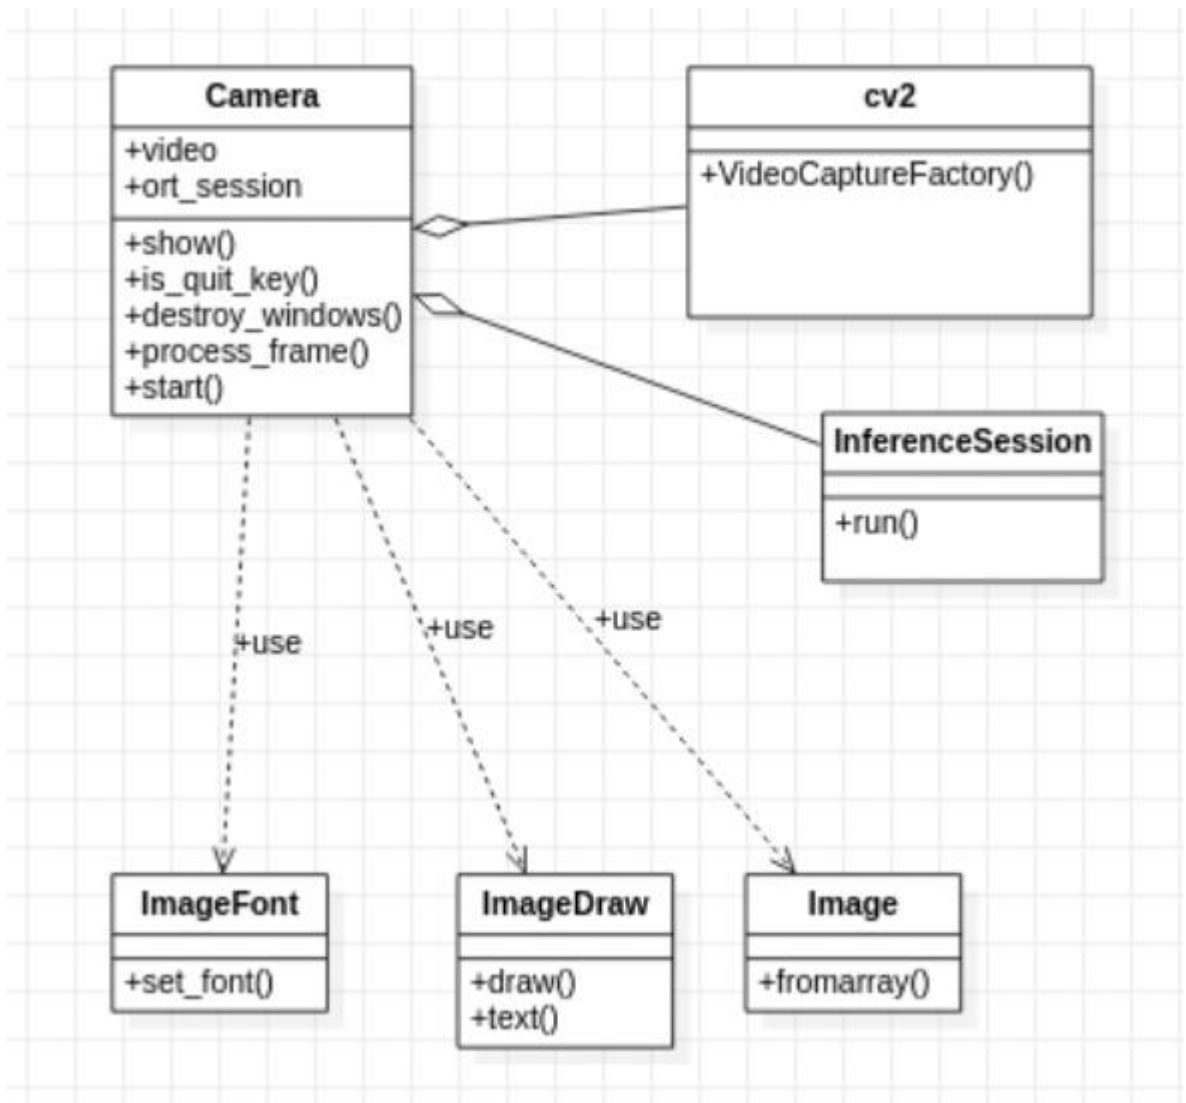 Camera
+video
+ort_session
+show()
+is_quit_key()
+destroy_windows()
+process_frame()
+start()
cv2
+VideoCaptureFactory()
InferenceSession
+run()
+use
+use
+use
ImageFont
+set_font()
ImageDraw
+draw()
+text()
Image
+fromarray()